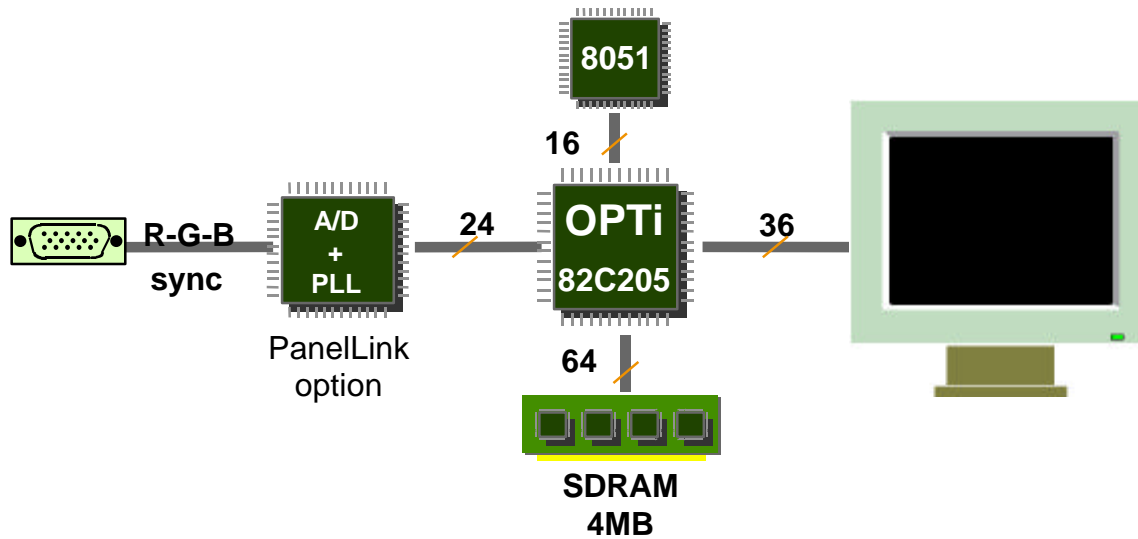 8051
16
R-G-B
sync
A/D
+
PLL
PanelLink
option
24
OPTi
82C205
36
64
SDRAM
4MB